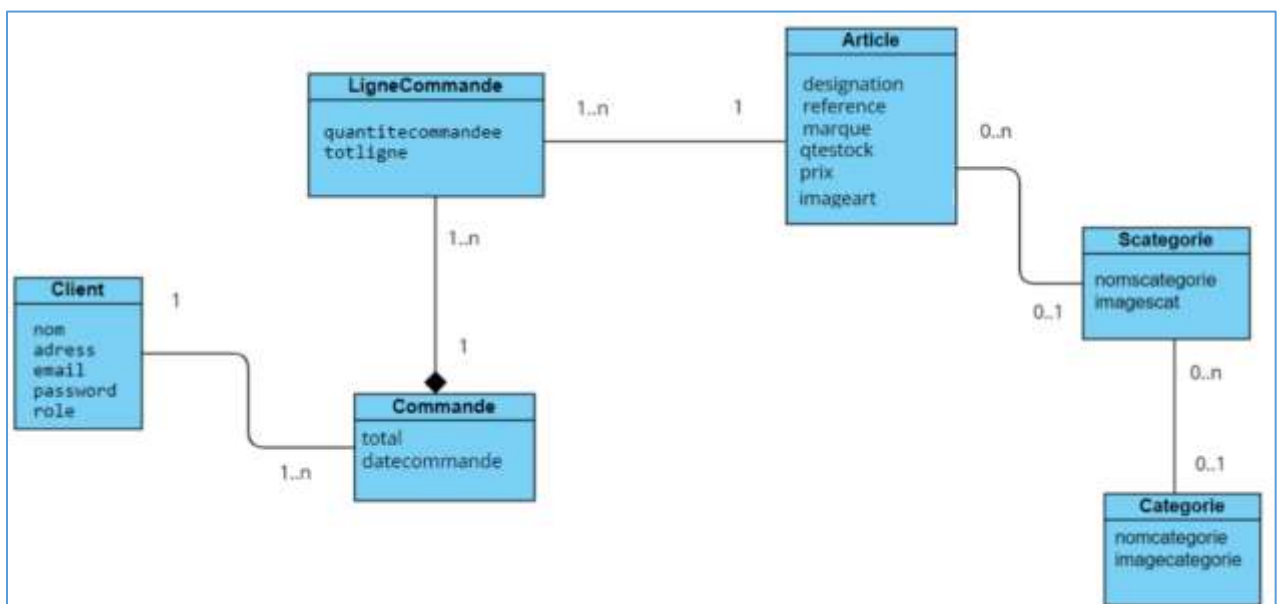 Article
designation
reference
marque
qtestock
prix
imageart
LigneCommande
quantitecommandee
totligne
1..n
1
0..n
1..n
1
Scategorie
nomscategorie
imagescat
0..1
0..n
0..1
Client
nom
adress
email
password
role
1
1..n
Commande
total
datecommande
Categorie
nomcategorie
imagecategorie